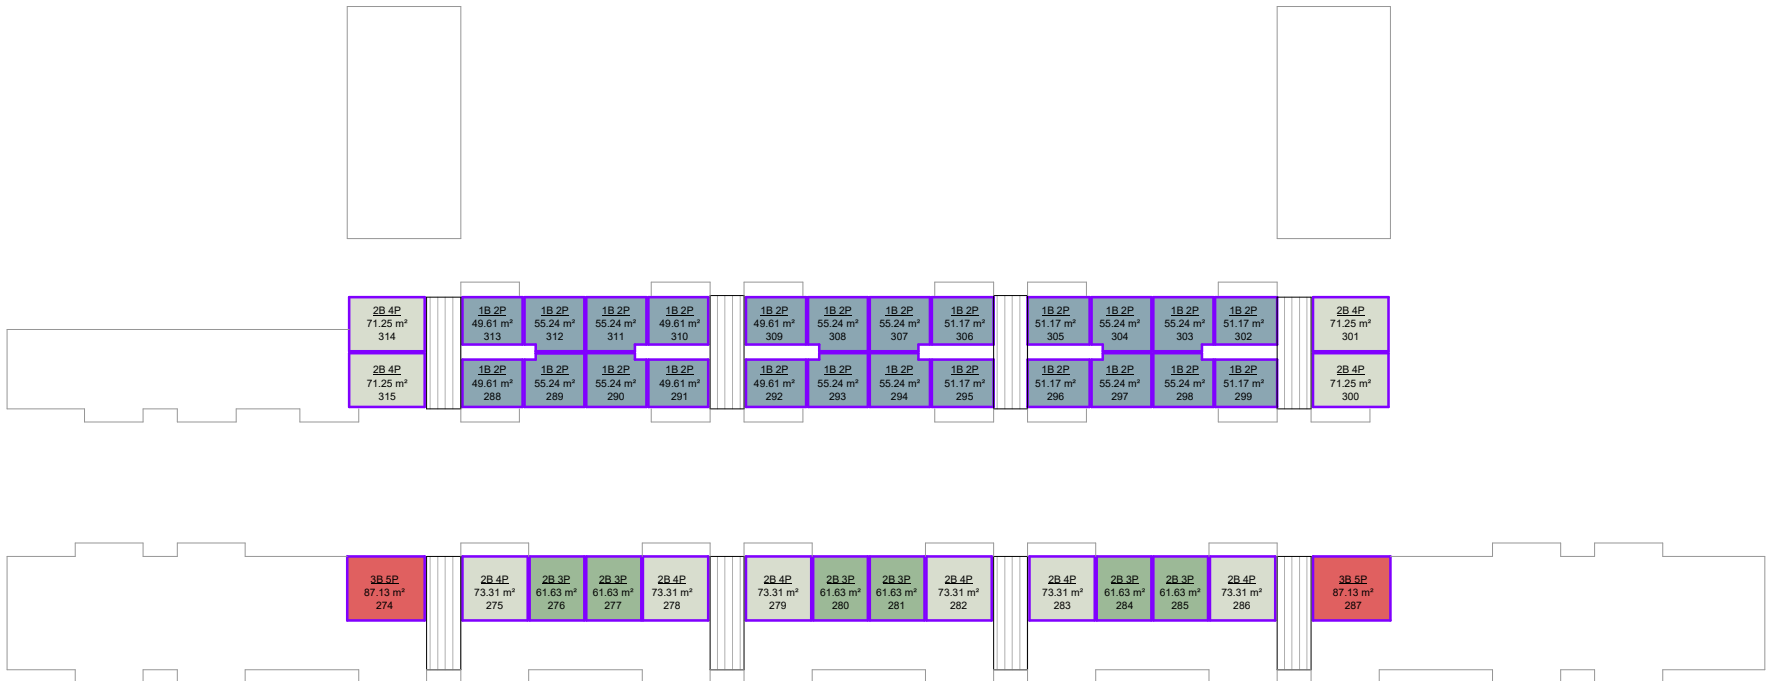 2B 4P
71.25 m²
314
1B 2P
49.61 m²
313
1B 2P
55.24 m²
312
1B 2P
55.24 m²
311
1B 2P
49.61 m²
310
1B 2P
49.61 m²
309
1B 2P
55.24 m²
308
1B 2P
55.24 m²
307
1B 2P
51.17 m²
306
1B 2P
51.17 m²
305
1B 2P
55.24 m²
304
1B 2P
55.24 m²
303
1B 2P
51.17 m²
302
2B 4P
71.25 m²
301
2B 4P
71.25 m²
315
1B 2P
49.61 m²
288
1B 2P
55.24 m²
289
1B 2P
55.24 m²
290
1B 2P
49.61 m²
291
1B 2P
49.61 m²
292
1B 2P
55.24 m²
293
1B 2P
55.24 m²
294
1B 2P
51.17 m²
295
1B 2P
51.17 m²
296
1B 2P
55.24 m²
297
1B 2P
55.24 m²
298
1B 2P
51.17 m²
299
2B 4P
71.25 m²
300
3B 5P
87.13 m²
274
2B 4P
73.31 m²
275
2B 3P
61.63 m²
276
2B 3P
61.63 m²
277
2B 4P
73.31 m²
278
2B 4P
73.31 m²
279
2B 3P
61.63 m²
280
2B 3P
61.63 m²
281
2B 4P
73.31 m²
282
2B 4P
73.31 m²
283
2B 3P
61.63 m²
284
2B 3P
61.63 m²
285
2B 4P
73.31 m²
286
3B 5P
87.13 m²
287